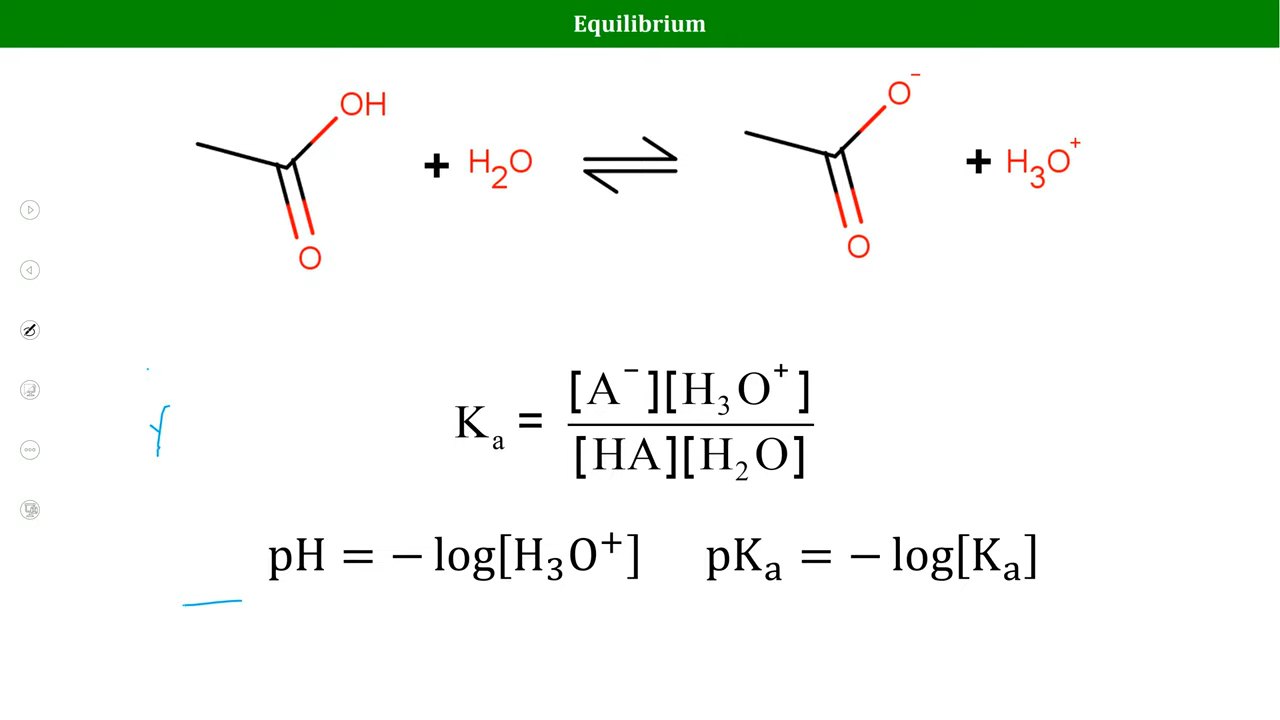 Equilibrium
OH
O
+ H₂O ⇌
O⁻
O
+ H₃O⁺
Kₐ = [A⁻][H₃O⁺] / [HA][H₂O]
pH = − log[H₃O⁺] pKₐ = − log[Kₐ]